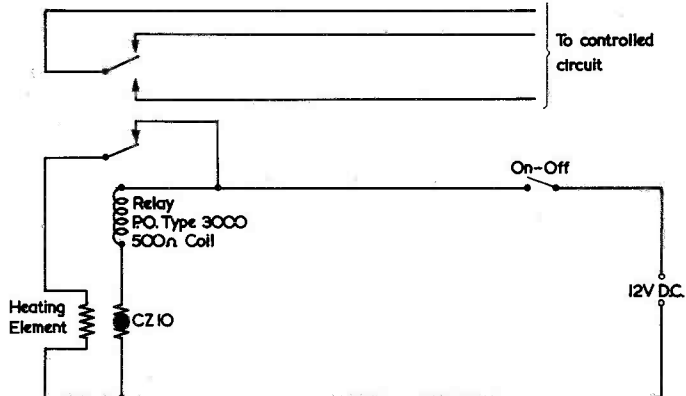 To controlled
circuit
On-Off
Relay
P.O. Type 3000
500Ω Coil
12V D.C.
Heating
Element
CZ10